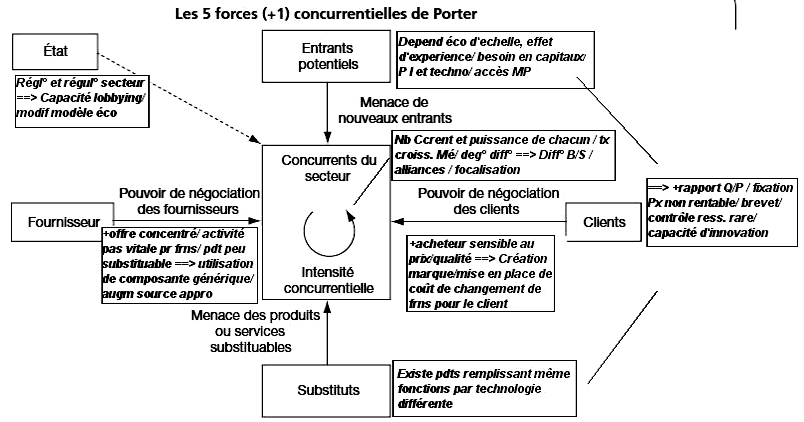 Les 5 forces (+1) concurrentielles de Porter
État
Régl° et régul° secteur
==> Capacité lobbying/
modif modèle éco
Entrants
potentiels
Depend éco d'echelle, effet
d'experience/ besoin en capitaux/
P I et techno/ accès MP
Menace de
nouveaux entrants
Nb Ccrent et puissance de chacun / tx
croiss. Mé/ deg° diff° ==> Diff° B/S /
alliances / focalisation
Concurrents du
secteur
Intensité
concurrentielle
Pouvoir de négociation
des fournisseurs
Fournisseur
+offre concentré/ activité
pas vitale pr frns/ pdt peu
substituable ==> utilisation
de composante générique/
augm source appro
Pouvoir de négociation
des clients
Clients
+acheteur sensible au
prix/qualité ==> Création
marque/mise en place de
coût de changement de
frns pour le client
==> +rapport Q/P / fixation
Px non rentable/ brevet/
contrôle ress. rare/
capacité d'innovation
Menace des produits
ou services
substituables
Substituts
Existe pdts remplissant même
fonctions par technologie
différente